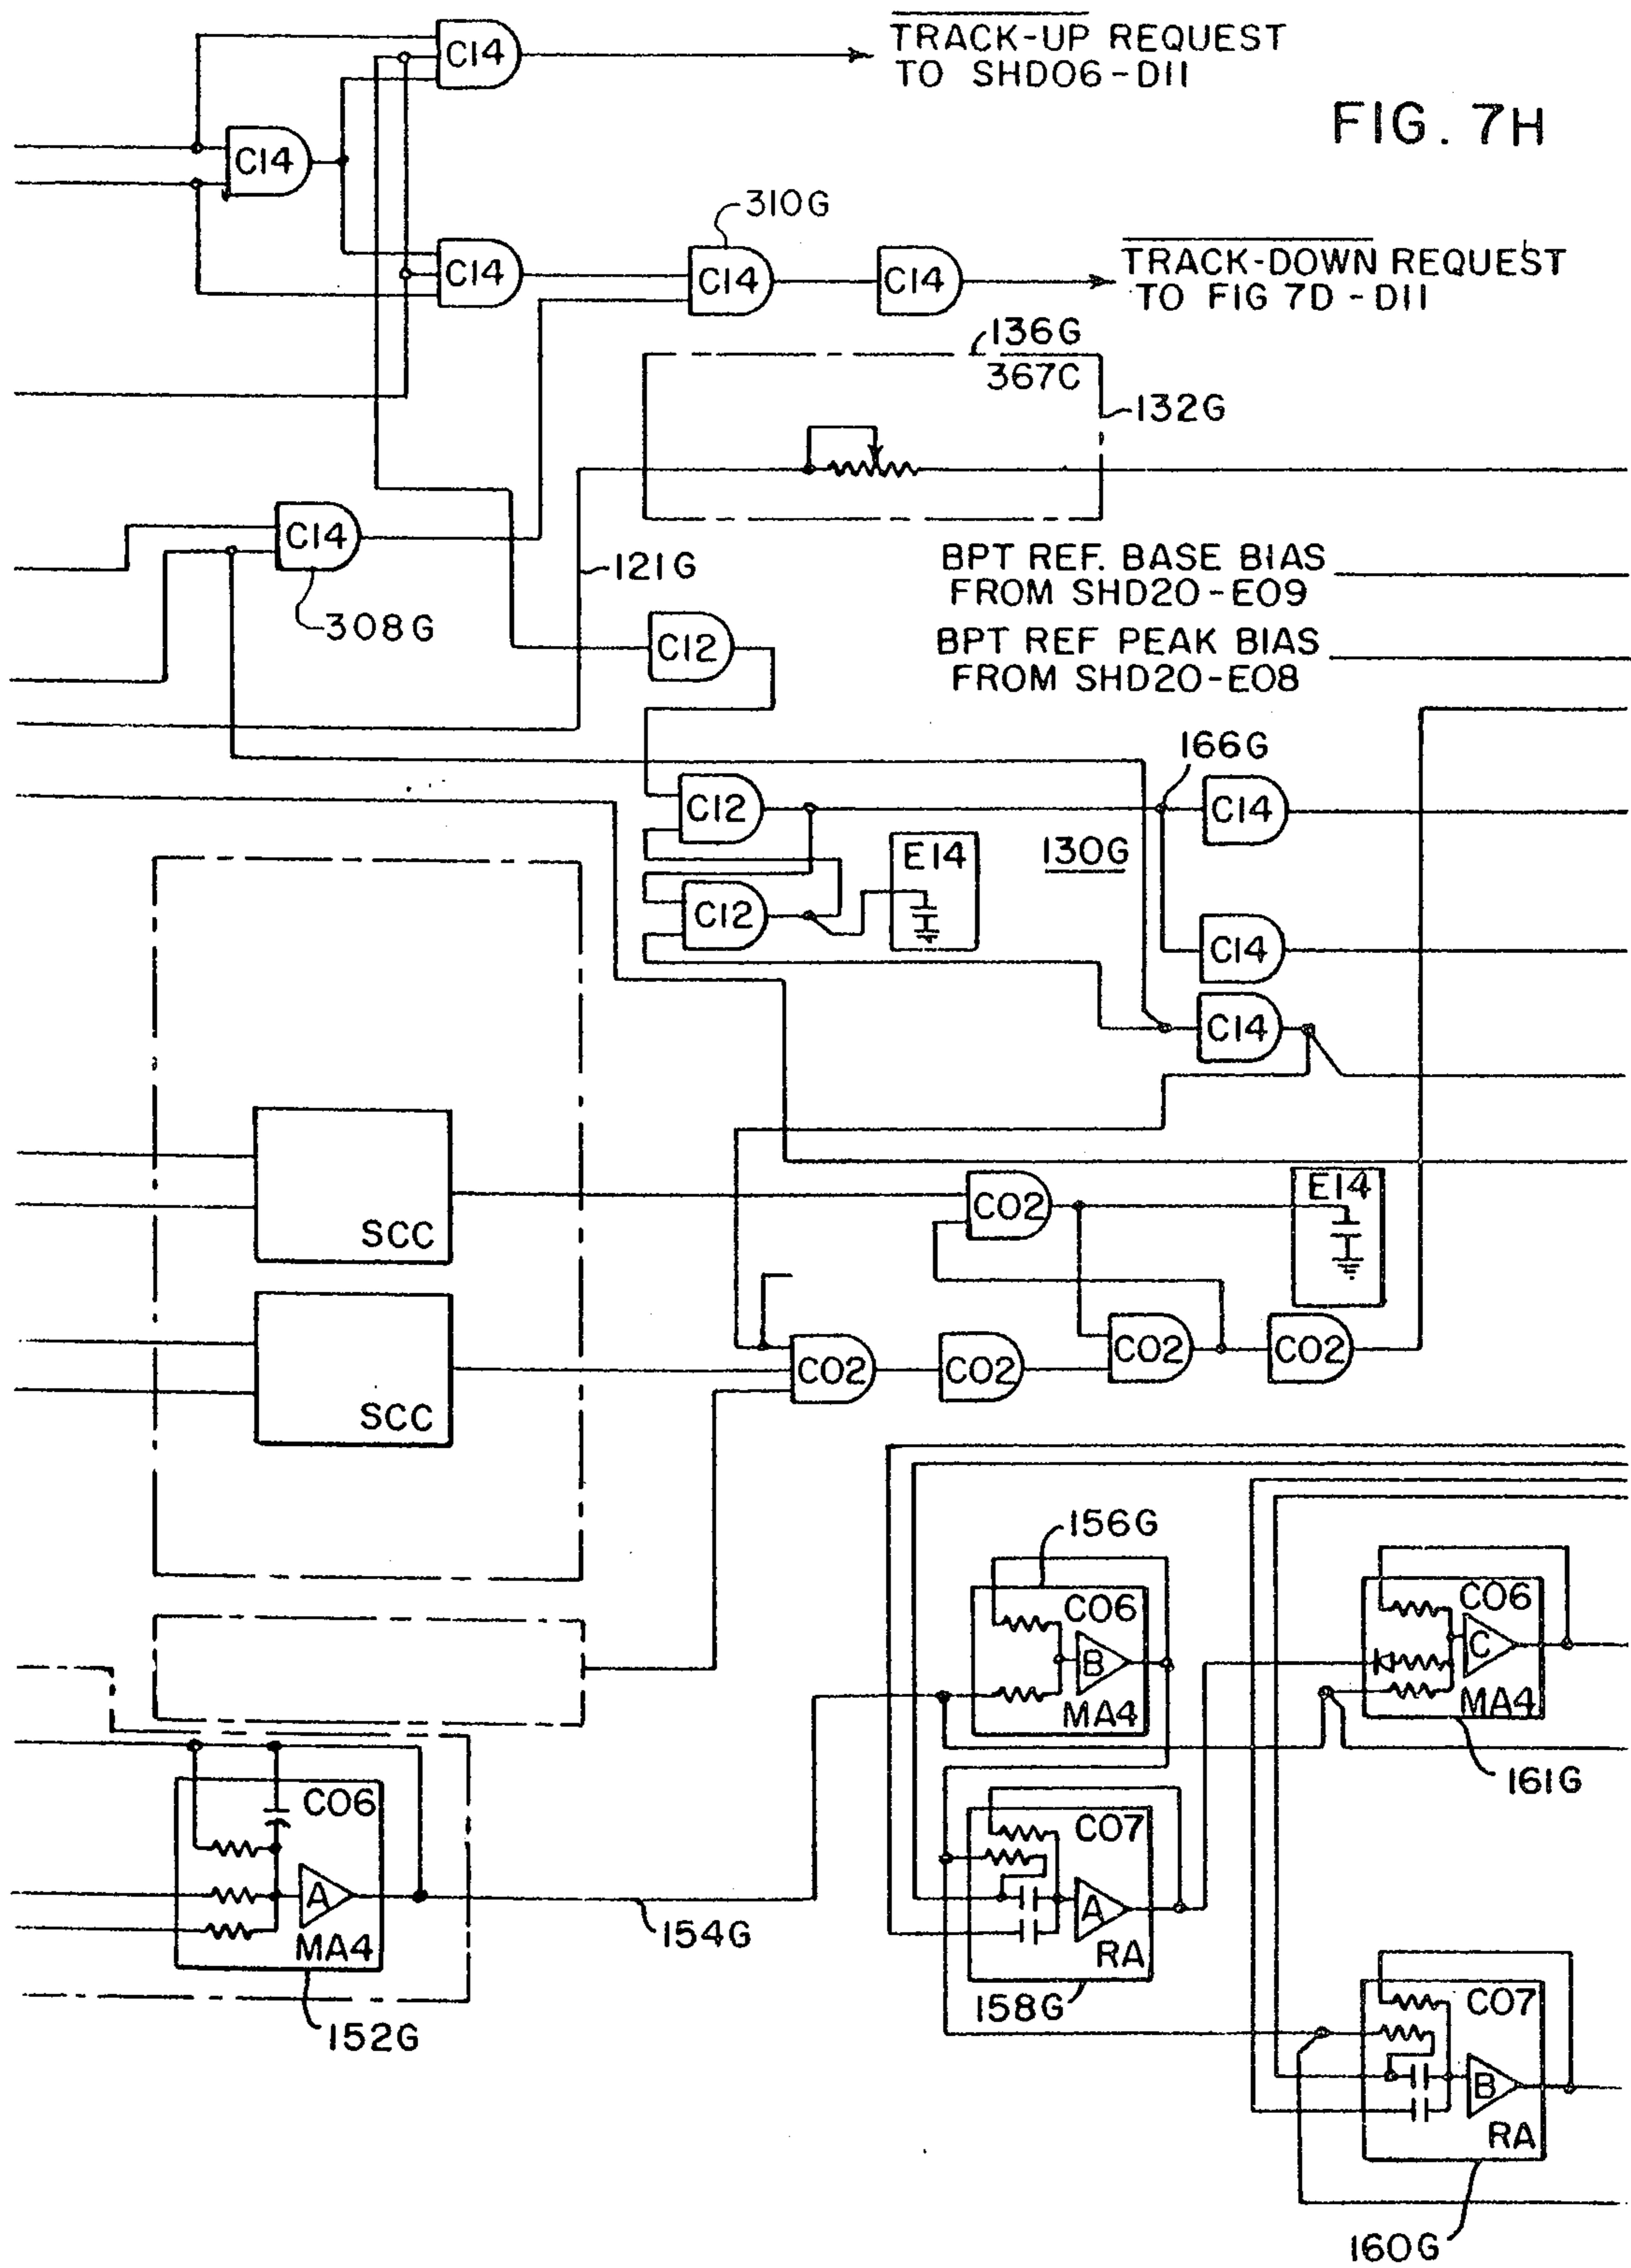 TRACK-UP REQUEST
TO SHD06-D11
FIG. 7H
C14
C14
C14
310G
C14
C14
TRACK-DOWN REQUEST
TO FIG 7D-D11
136G
367C
132G
C14
308G
121G
BPT REF. BASE BIAS
FROM SHD20-E09
BPT REF PEAK BIAS
FROM SHD20-E08
C12
166G
C12
C14
130G
E14
C12
C14
C14
SCC
C02
E14
SCC
C02
C02
C02
C02
156G
C06
B
MA4
C06
C
MA4
161G
C06
A
MA4
152G
154G
C07
A
RA
158G
C07
B
RA
160G